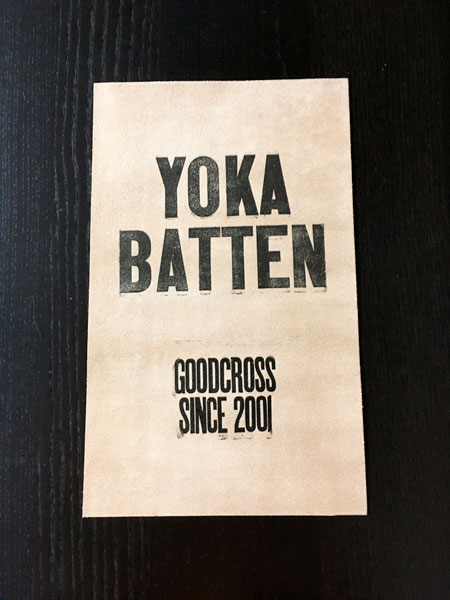 YOKA
BATTEN
GOODCROSS
SINCE 2001